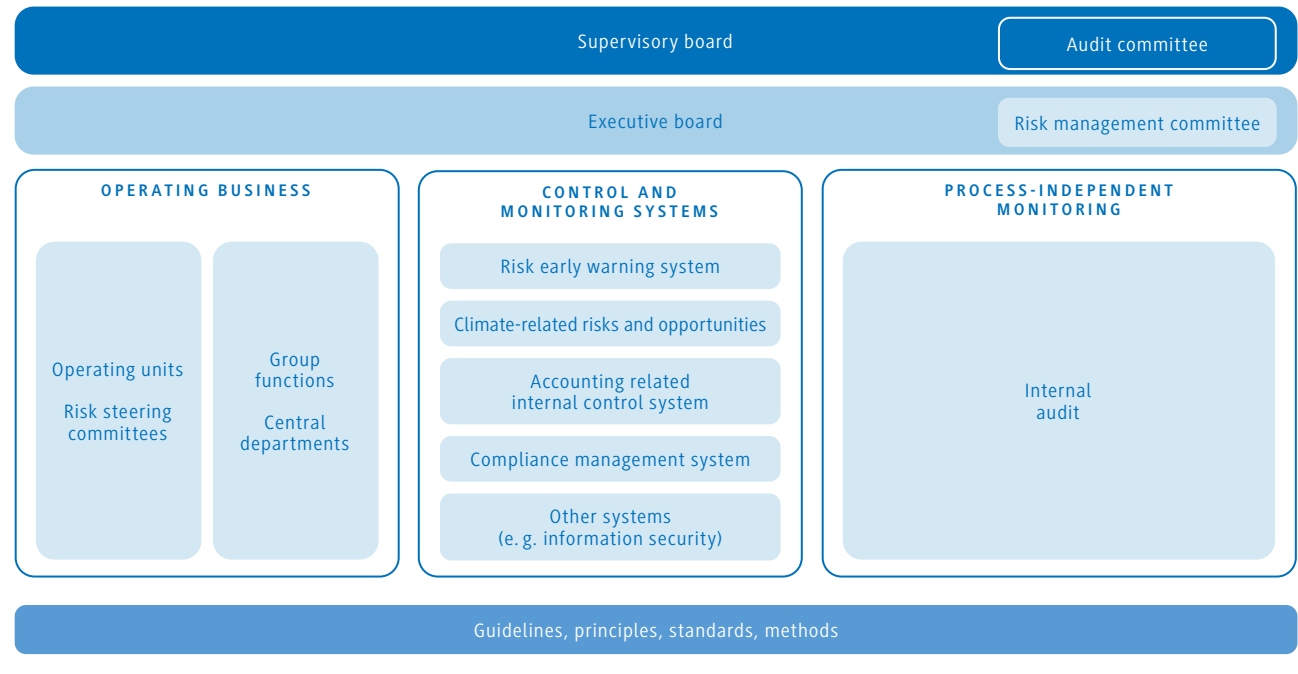 Supervisory board
Audit committee
Executive board
Risk management committee
OPERATING BUSINESS
Operating units
Risk steering
committees
Group
functions
Central
departments
CONTROL AND
MONITORING SYSTEMS
Risk early warning system
Climate-related risks and opportunities
Accounting related
internal control system
Compliance management system
Other systems
(e. g. information security)
PROCESS-INDEPENDENT
MONITORING
Internal
audit
Guidelines, principles, standards, methods